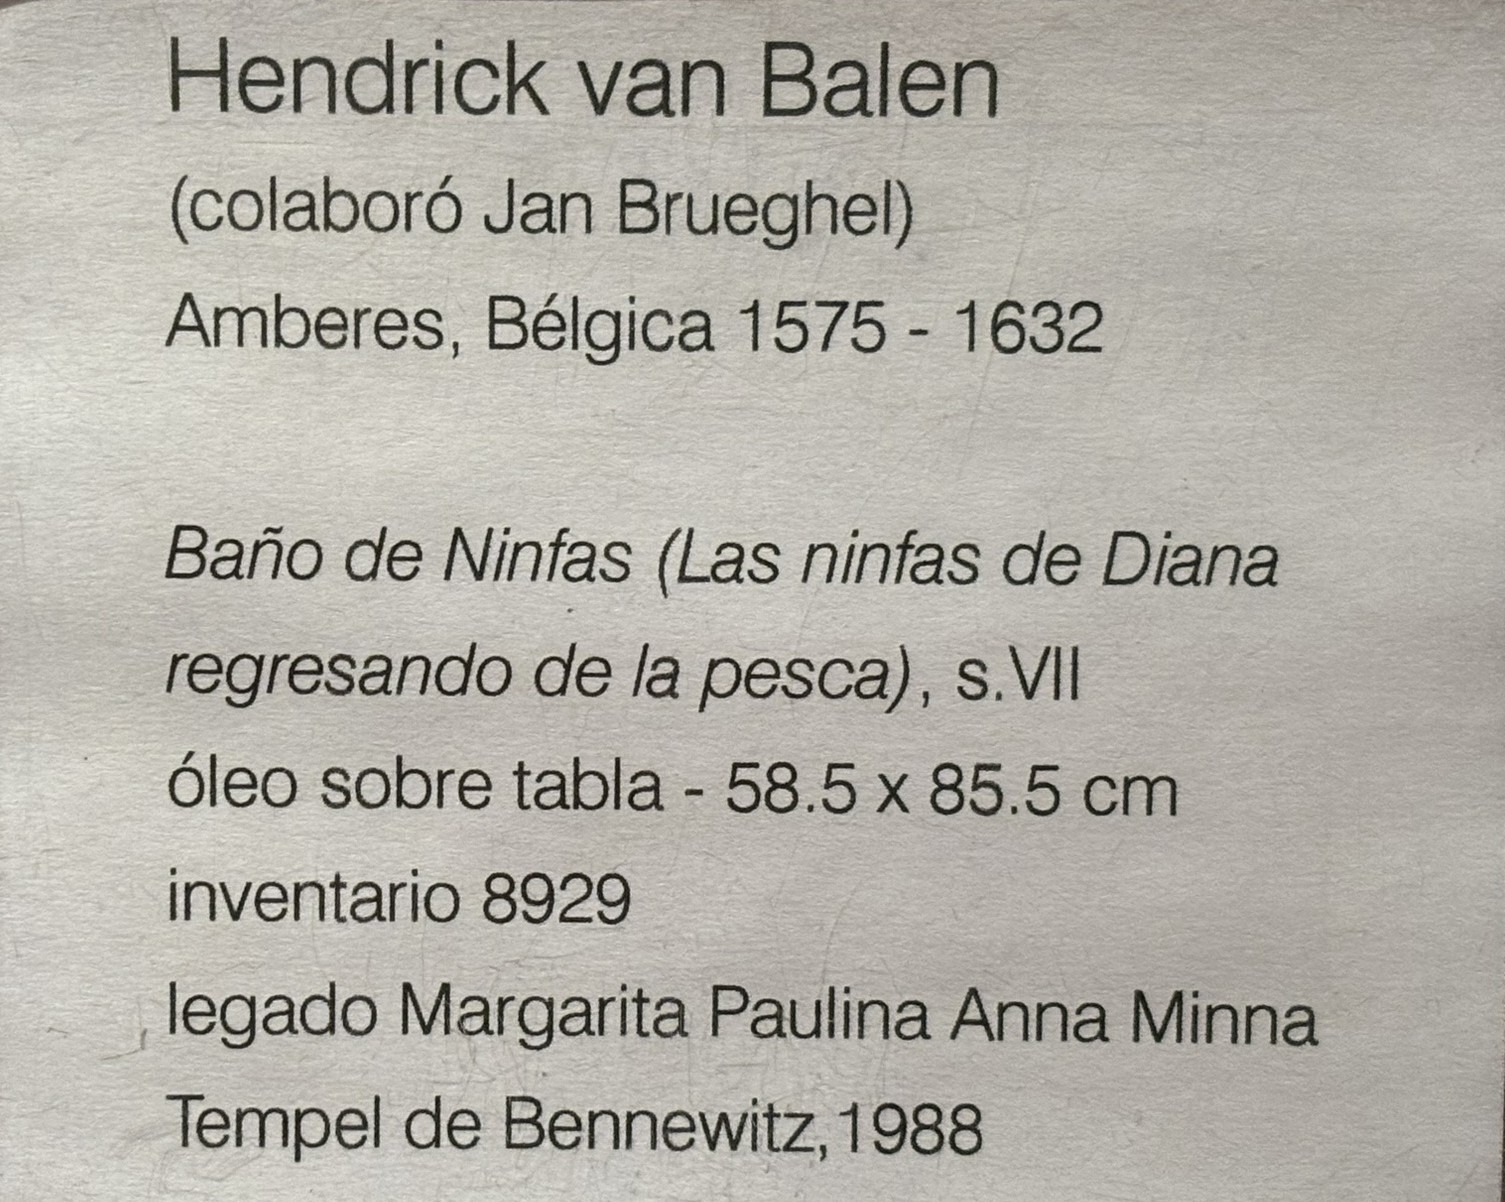 Hendrick van Balen
(colaboró Jan Brueghel)
Amberes, Bélgica 1575 - 1632
Baño de Ninfas (Las ninfas de Diana
regresando de la pesca), s.VII
óleo sobre tabla - 58.5 x 85.5 cm
inventario 8929
legado Margarita Paulina Anna Minna
Tempel de Bennewitz,1988